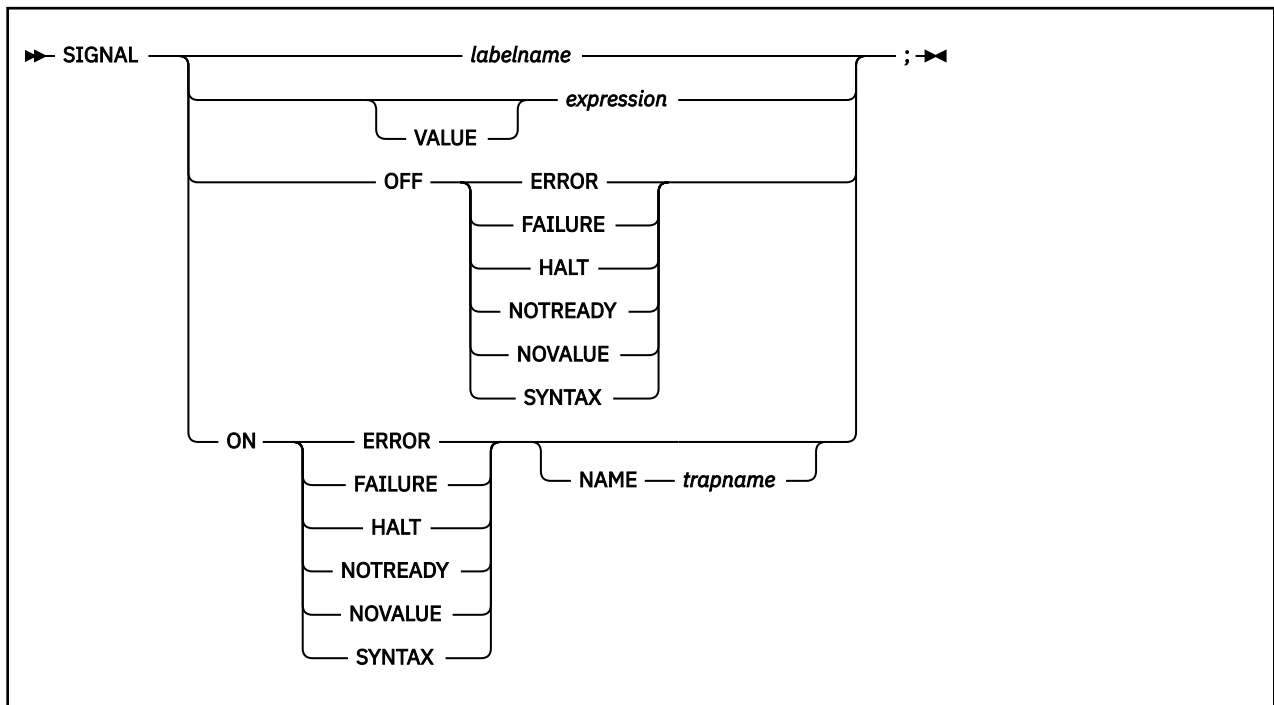 SIGNAL labelname ;
expression
VALUE
OFF ERROR
FAILURE
HALT
NOTREADY
NOVALUE
SYNTAX
ON ERROR
FAILURE
NAME trapname
HALT
NOTREADY
NOVALUE
SYNTAX